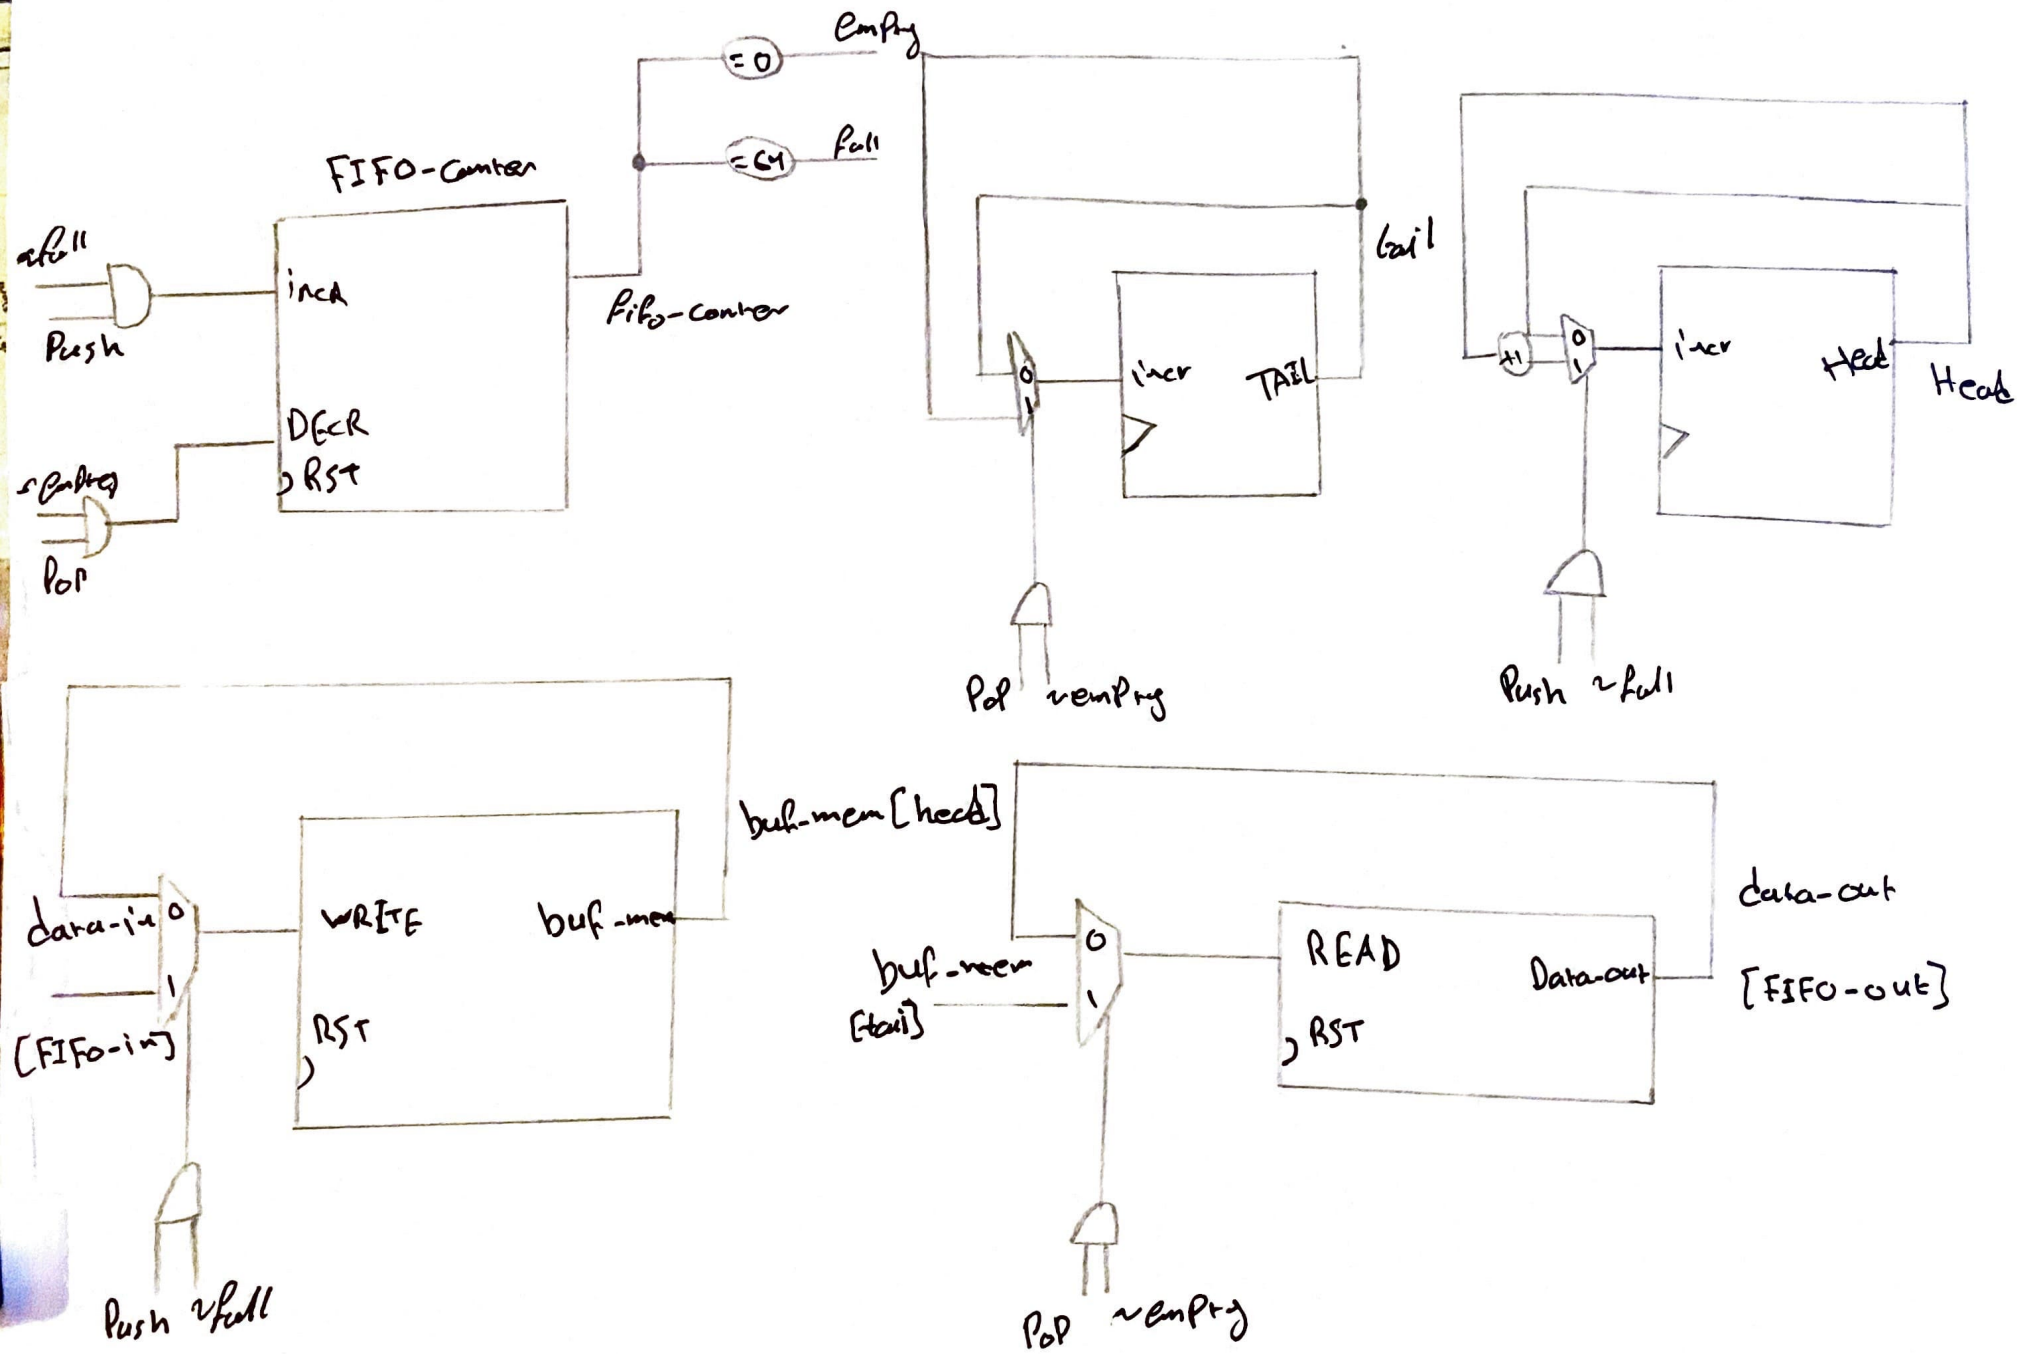 empty
= 0
full
= 64
FIFO-Counter
~full
incr
Push
fifo-counter
DECR
RST
~empty
Pop
tail
0
1
incr
TAIL
Pop ~empty
+1
0
1
incr
Head
Head
Push ~full
buf-mem[head]
data-in
0
1
[FIFO-in]
WRITE
buf-mem
RST
Push ~full
buf-mem
[tail]
0
1
READ
Data-out
RST
data-out
[FIFO-out]
Pop ~empty